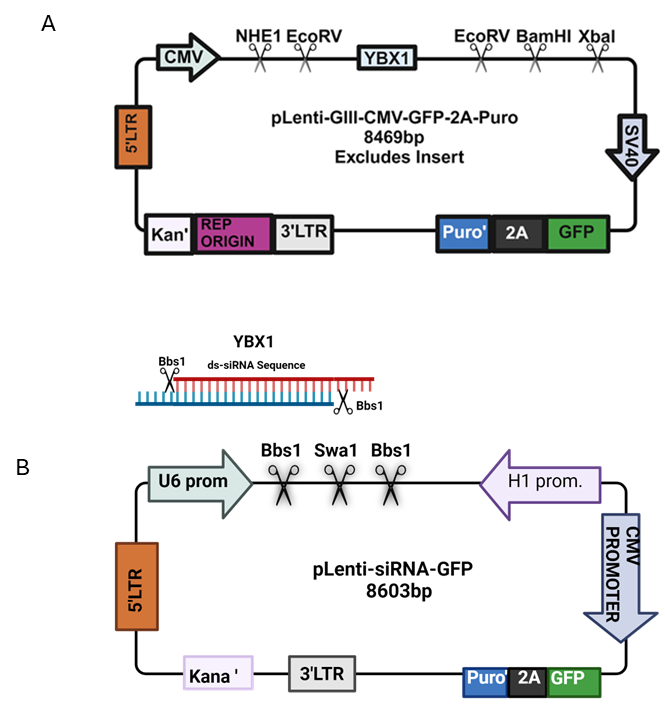 A
NHE1 EcoRV EcoRV BamHI Xbal
CMV YBX1
5'LTR
pLenti-GIII-CMV-GFP-2A-Puro
8469bp
Excludes Insert
SV40
Kan' REP ORIGIN 3'LTR Puro' 2A GFP
YBX1
Bbs1 ds-siRNA Sequence
Bbs1
B
Bbs1 Swa1 Bbs1
U6 prom H1 prom.
CMV PROMOTER
5'LTR
pLenti-siRNA-GFP
8603bp
Kana ' 3'LTR Puro' 2A GFP